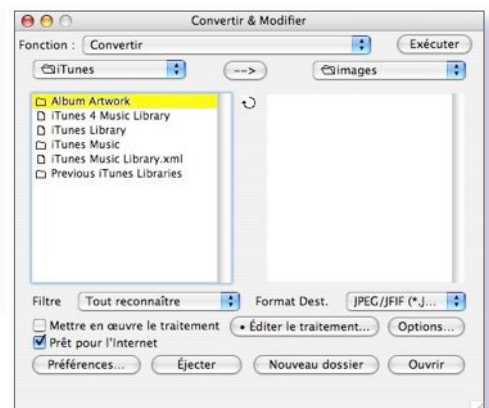 Convertir & Modifier
Fonction : Convertir Exécuter
iTunes --> images
Album Artwork
iTunes 4 Music Library
iTunes Library
iTunes Music
iTunes Music Library.xml
Previous iTunes Libraries
Filtre Tout reconnaître Format Dest. JPEG/JFIF (*.J...
Mettre en œuvre le traitement • Éditer le traitement... Options...
Prêt pour l'Internet
Préférences... Éjecter Nouveau dossier Ouvrir